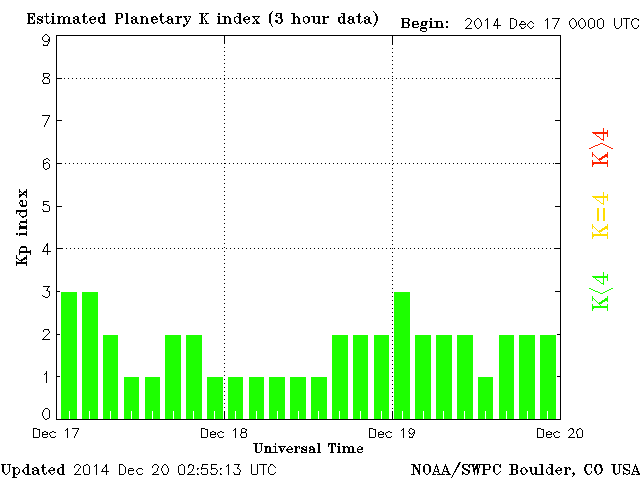 Estimated Planetary K index (3 hour data) Begin: 2014 Dec 17 0000 UTC
9
8
7
6
5
4
3
2
1
0
Kp index
K>4
K=4
K<4
Dec 17 Dec 18 Dec 19 Dec 20
Universal Time
Updated 2014 Dec 20 02:55:13 UTC NOAA/SWPC Boulder, CO USA